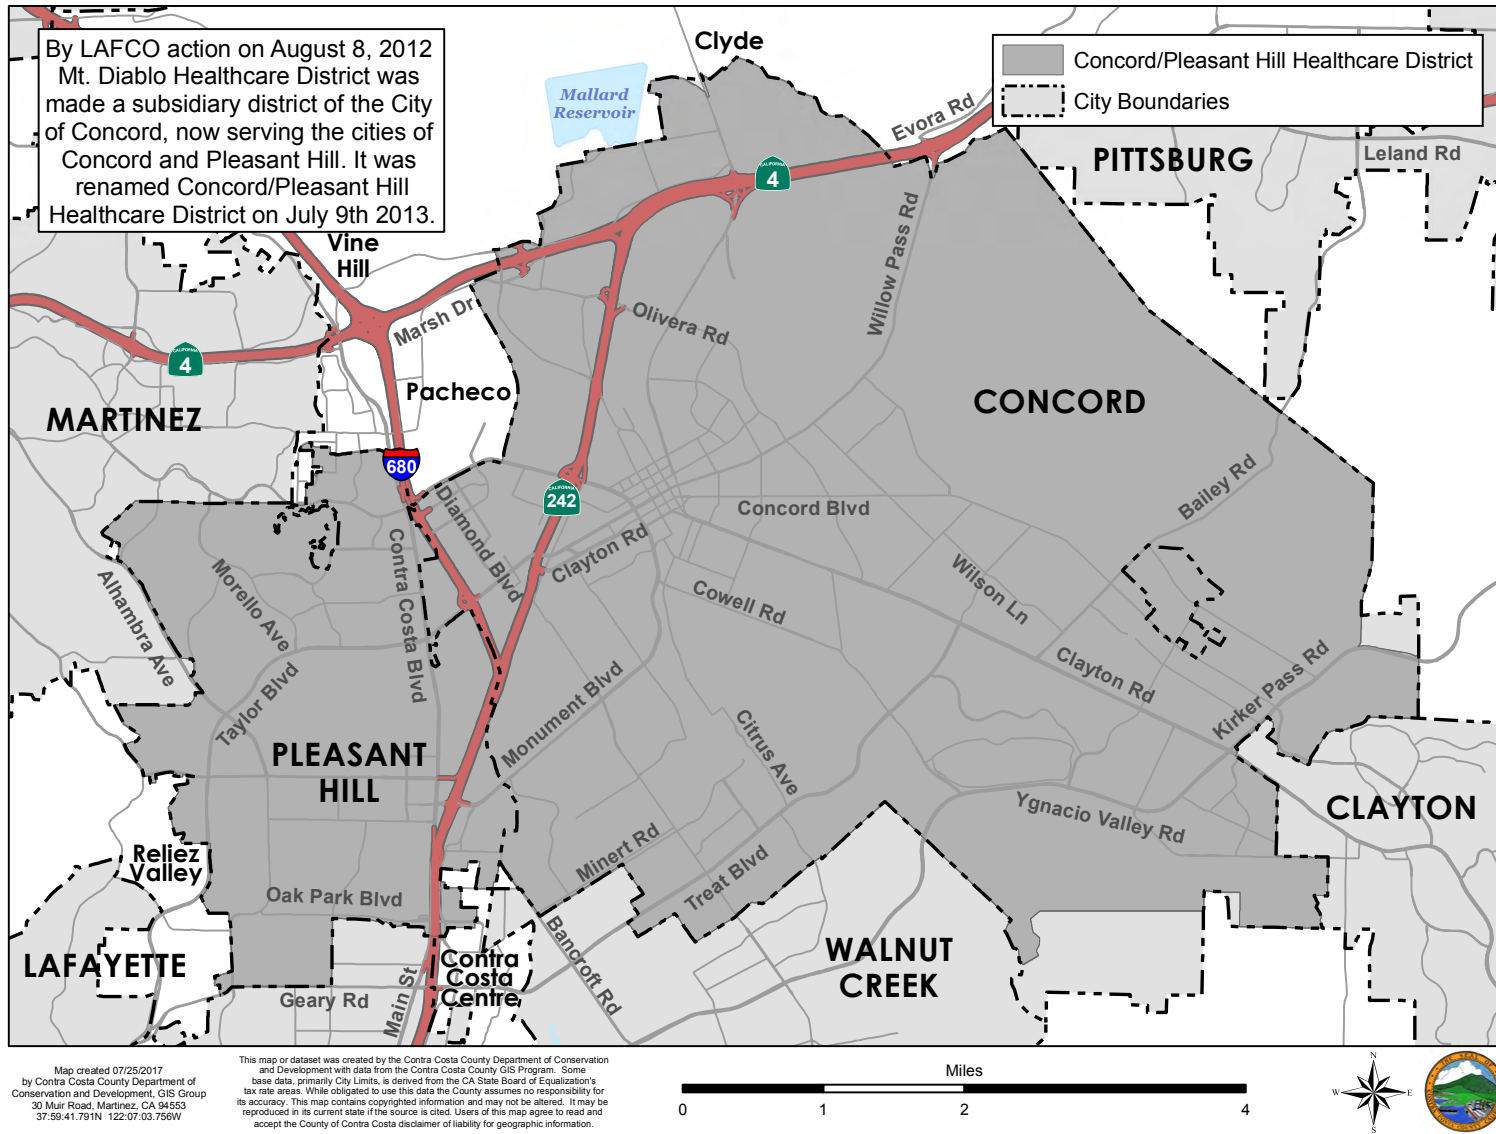 By LAFCO action on August 8, 2012
Mt. Diablo Healthcare District was
made a subsidiary district of the City
of Concord, now serving the cities of
Concord and Pleasant Hill. It was
renamed Concord/Pleasant Hill
Healthcare District on July 9th 2013.
Clyde
Concord/Pleasant Hill Healthcare District
City Boundaries
Mallard
Reservoir
Evora Rd
CALIFORNIA
4
PITTSBURG
Leland Rd
Vine
Hill
Willow Pass Rd
Marsh Dr
Olivera Rd
CALIFORNIA
4
Pacheco
MARTINEZ
CONCORD
680
CALIFORNIA
242
Diamond Blvd
Bailey Rd
Concord Blvd
Contra Costa Blvd
Clayton Rd
Morello Ave
Alhambra Ave
Cowell Rd
Wilson Ln
Clayton Rd
Kirker Pass Rd
Taylor Blvd
Monument Blvd
Citrus Ave
PLEASANT
HILL
CLAYTON
Ygnacio Valley Rd
Minert Rd
Reliez
Valley
Treat Blvd
Oak Park Blvd
Bancroft Rd
WALNUT
CREEK
LAFAYETTE
Contra
Costa
Centre
Geary Rd
Main St
Map created 07/25/2017
by Contra Costa County Department of
Conservation and Development, GIS Group
30 Muir Road, Martinez, CA 94553
37:59:41.791N 122:07:03.756W
This map or dataset was created by the Contra Costa County Department of Conservation
and Development with data from the Contra Costa County GIS Program. Some
base data, primarily City Limits, is derived from the CA State Board of Equalization's
tax rate areas. While obligated to use this data the County assumes no responsibility for
its accuracy. This map contains copyrighted information and may not be altered. It may be
reproduced in its current state if the source is cited. Users of this map agree to read and
accept the County of Contra Costa disclaimer of liability for geographic information.
Miles
0 1 2 4
N
W E
S